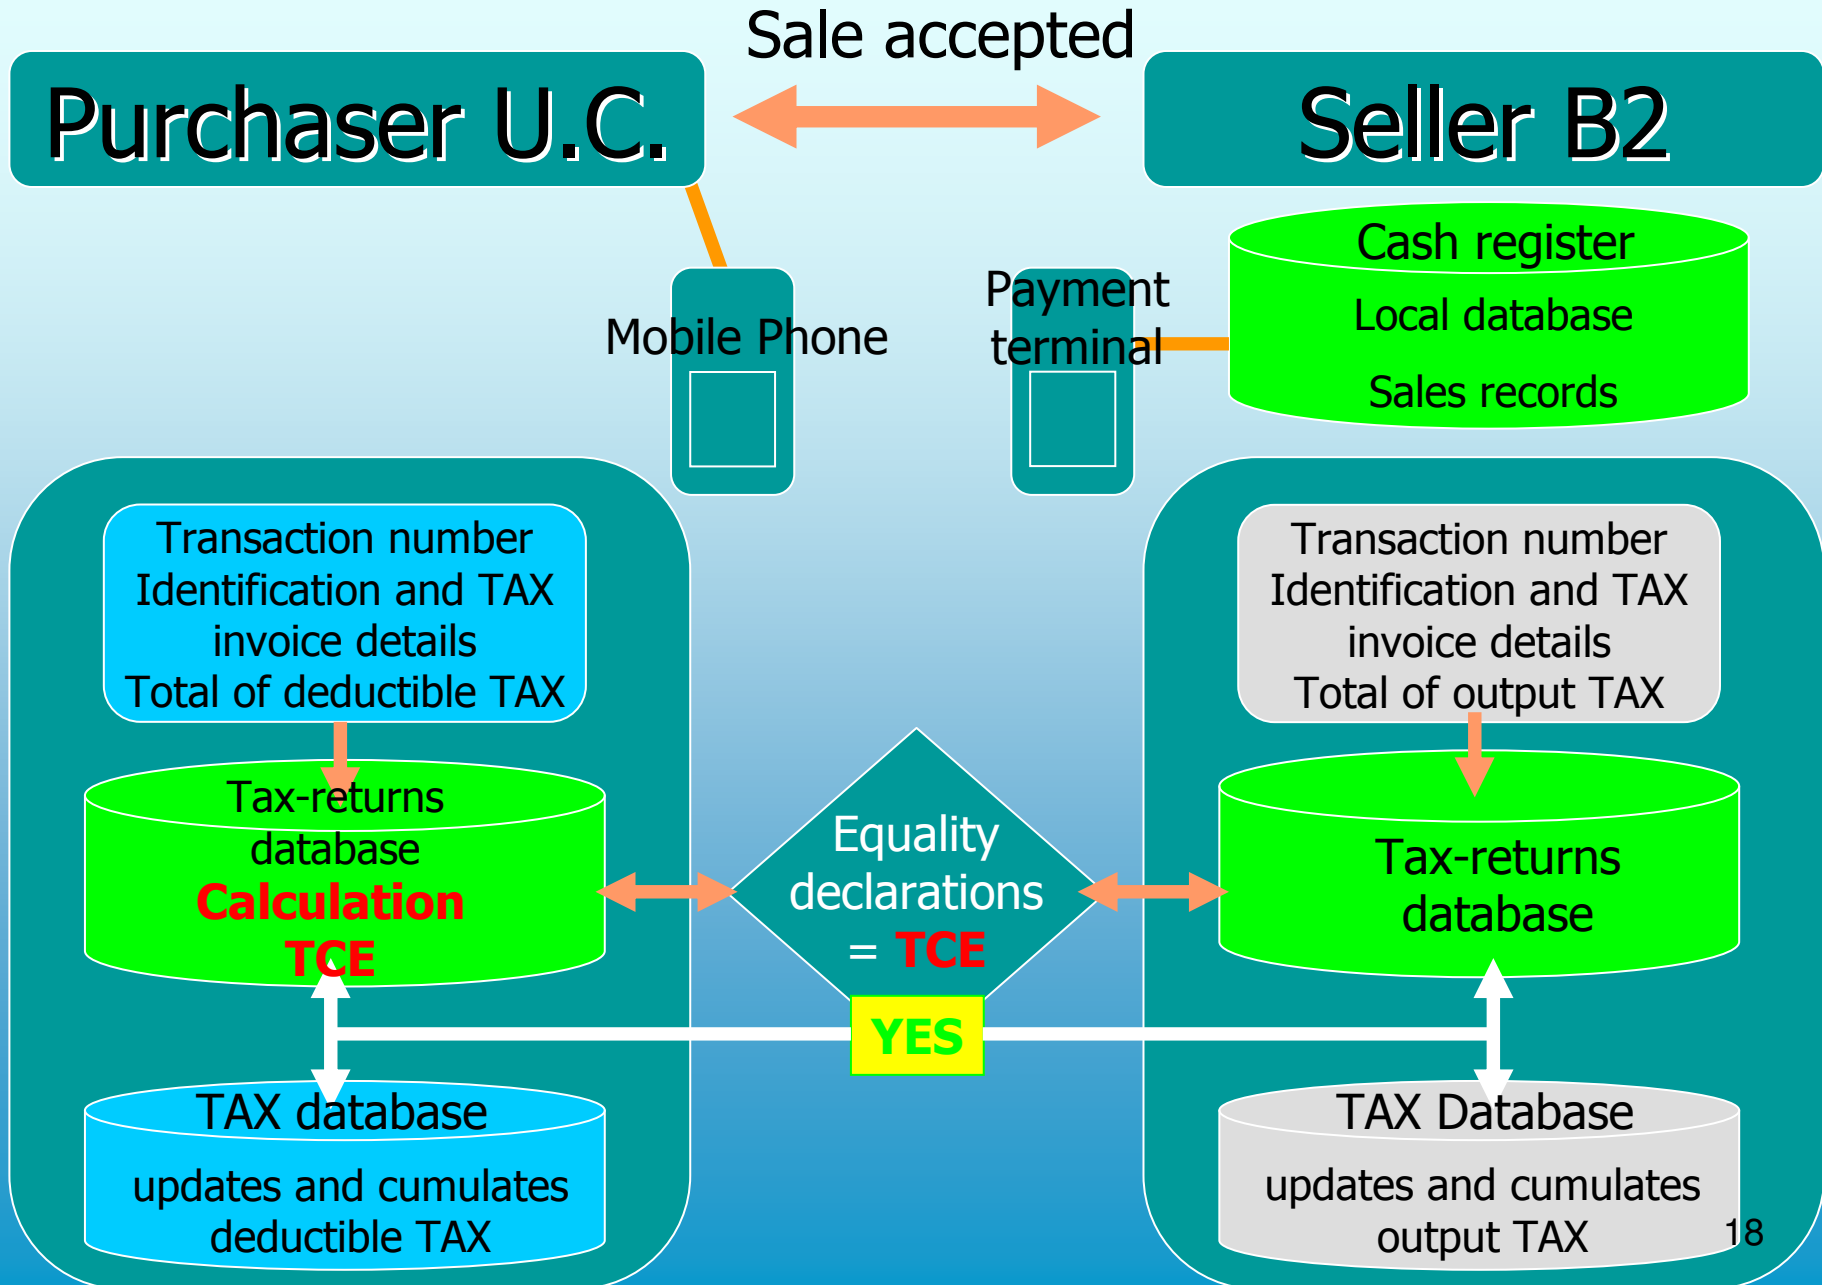 Sale accepted
Purchaser U.C.
Seller B2
Mobile Phone
Payment
terminal
Cash register
Local database
Sales records
Transaction number
Identification and TAX
invoice details
Total of deductible TAX
Transaction number
Identification and TAX
invoice details
Total of output TAX
Tax-returns
database
Calculation
TCE
Equality
declarations
= TCE
YES
Tax-returns
database
TAX database
updates and cumulates
deductible TAX
TAX Database
updates and cumulates
output TAX
18